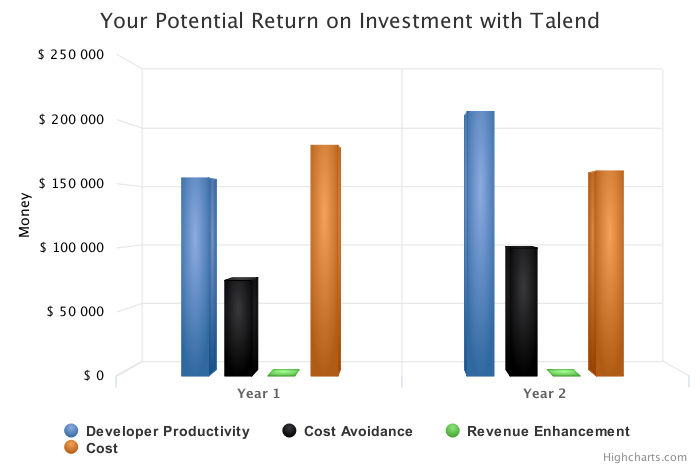 Your Potential Return on Investment with Talend
$ 250 000
$ 200 000
$ 150 000
$ 100 000
$ 50 000
$ 0
Money
Year 1
Year 2
Developer Productivity
Cost Avoidance
Revenue Enhancement
Cost
Highcharts.com